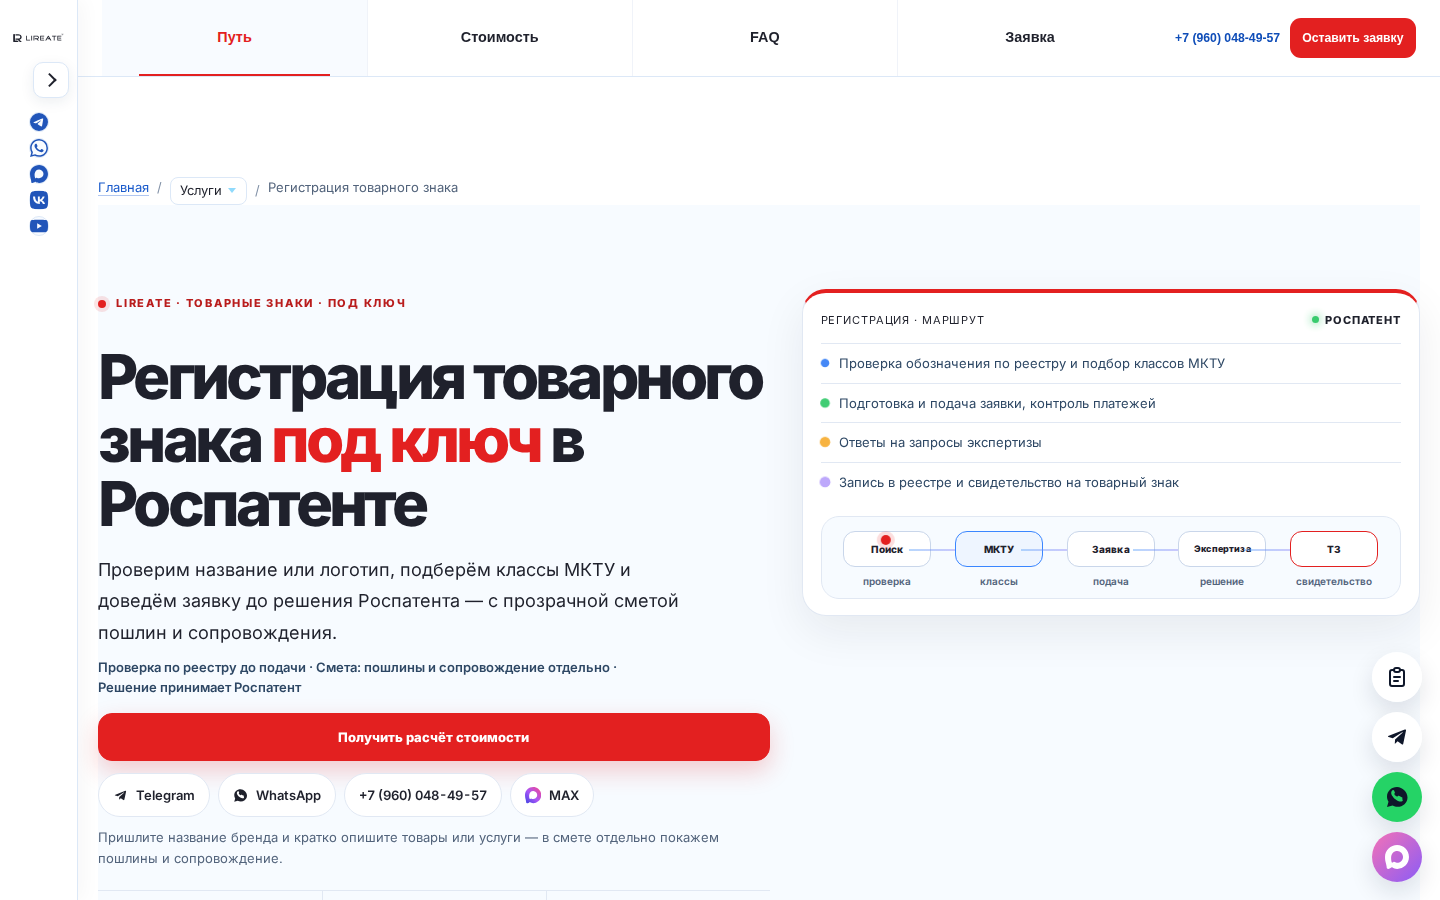 LIREATE
Путь
Стоимость
FAQ
Заявка
+7 (960) 048-49-57
Оставить заявку
Главная / Услуги / Регистрация товарного знака
LIREATE · ТОВАРНЫЕ ЗНАКИ · ПОД КЛЮЧ
Регистрация товарного
знака под ключ в
Роспатенте
Проверим название или логотип, подберём классы МКТУ и
доведём заявку до решения Роспатента — с прозрачной сметой
пошлин и сопровождения.
Проверка по реестру до подачи · Смета: пошлины и сопровождение отдельно ·
Решение принимает Роспатент
Получить расчёт стоимости
Telegram
WhatsApp
+7 (960) 048-49-57
MAX
Пришлите название бренда и кратко опишите товары или услуги — в смете отдельно покажем
пошлины и сопровождение.
РЕГИСТРАЦИЯ · МАРШРУТ
РОСПАТЕНТ
Проверка обозначения по реестру и подбор классов МКТУ
Подготовка и подача заявки, контроль платежей
Ответы на запросы экспертизы
Запись в реестре и свидетельство на товарный знак
Поиск
МКТУ
Заявка
Экспертиза
ТЗ
проверка
классы
подача
решение
свидетельство